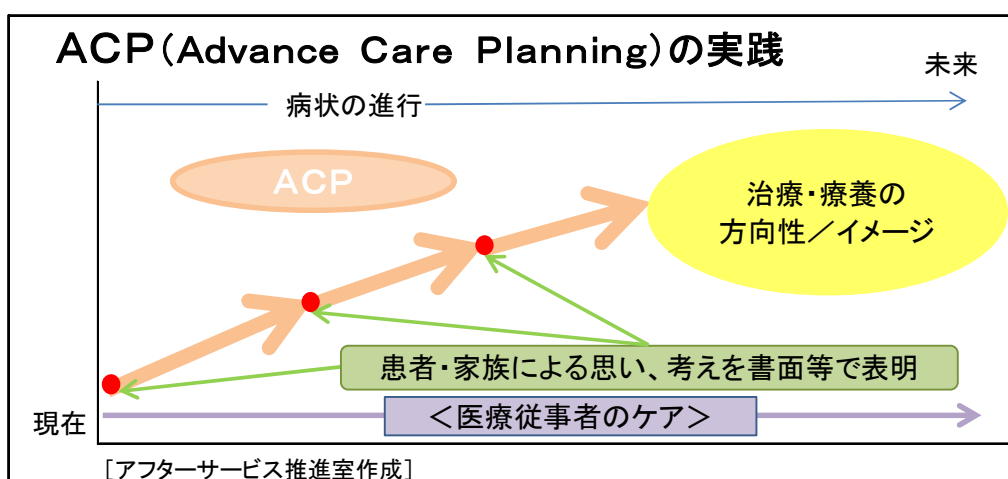 ACP(Advance Care Planning)の実践
未来
病状の進行
ACP
治療・療養の
方向性／イメージ
患者・家族による思い、考えを書面等で表明
現在
＜医療従事者のケア＞
[アフターサービス推進室作成]